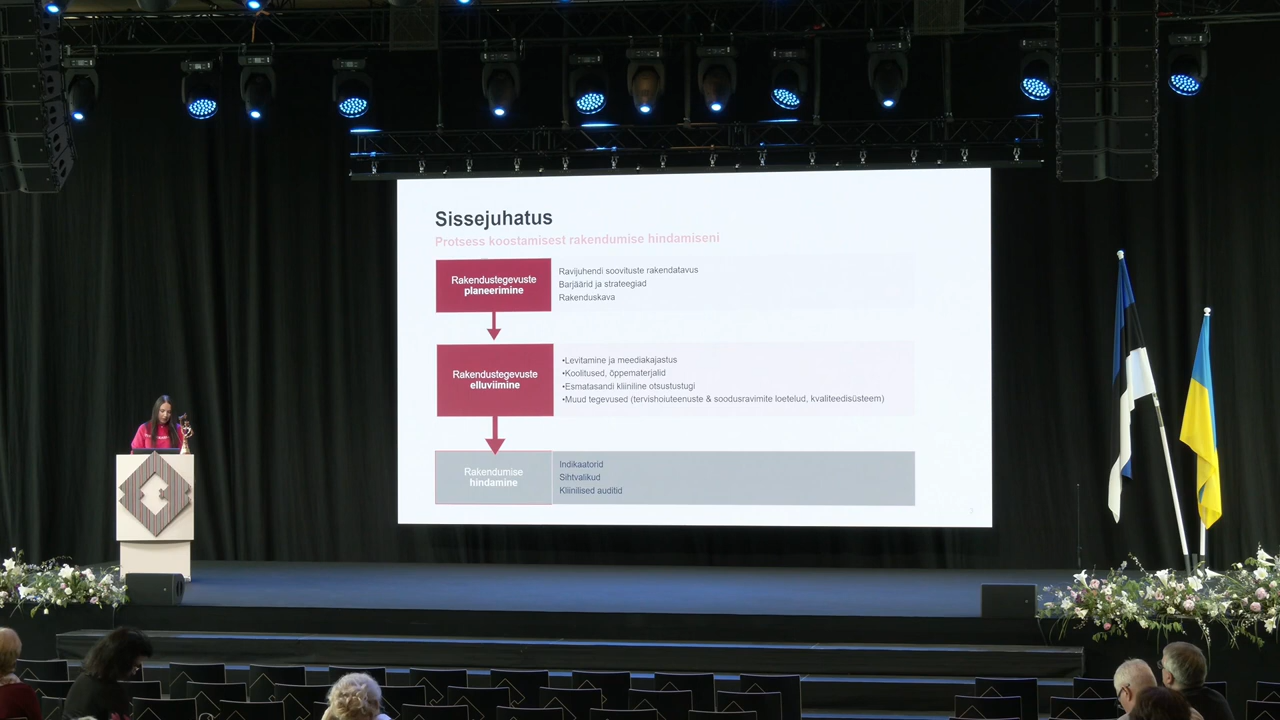 Sissejuhatus
Protsess koostamisest rakendumise hindamiseni
Rakendustegevuste
planeerimine
Ravijuhendi soovituste rakendatavus
Barjäärid ja strateegiad
Rakenduskava
Rakendustegevuste
elluviimine
•Levitamine ja meediakajastus
•Koolitused, õppematerjalid
•Esmatasandi kliiniline otsustustugi
•Muud tegevused (tervishoiuteenuste & soodusravimite loetelud, kvaliteedisüsteem)
Rakendumise
hindamine
Indikaatorid
Sihtvalikud
Kliinilised auditid
3